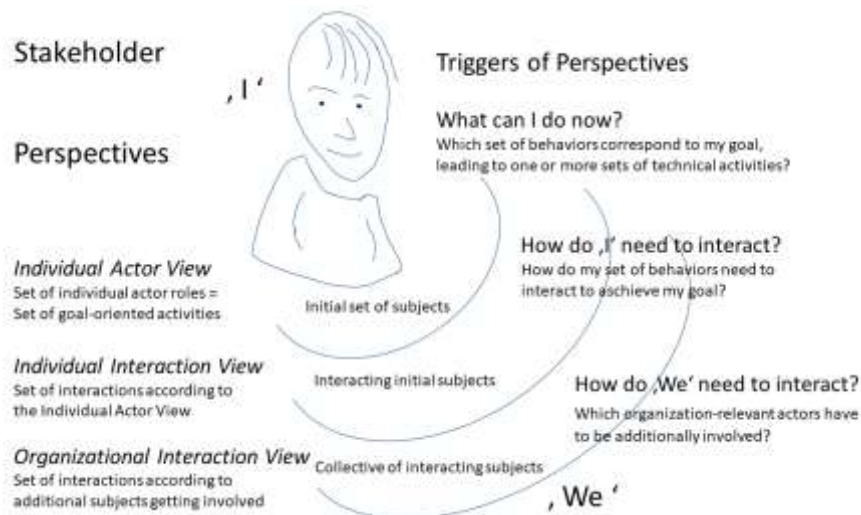 Stakeholder
‚ I ‘
Perspectives
Triggers of Perspectives
What can I do now?
Which set of behaviors correspond to my goal,
leading to one or more sets of technical activities?
How do ‚I‘ need to interact?
How do my set of behaviors need to
interact to aschieve my goal?
Individual Actor View
Set of individual actor roles =
Set of goal-oriented activities
Initial set of subjects
Individual Interaction View
Set of interactions according to
the Individual Actor View
Interacting initial subjects
How do ‚We‘ need to interact?
Which organization-relevant actors have
to be additionally involved?
Organizational Interaction View
Set of interactions according to
additional subjects getting involved
Collective of interacting subjects
‚ We ‘